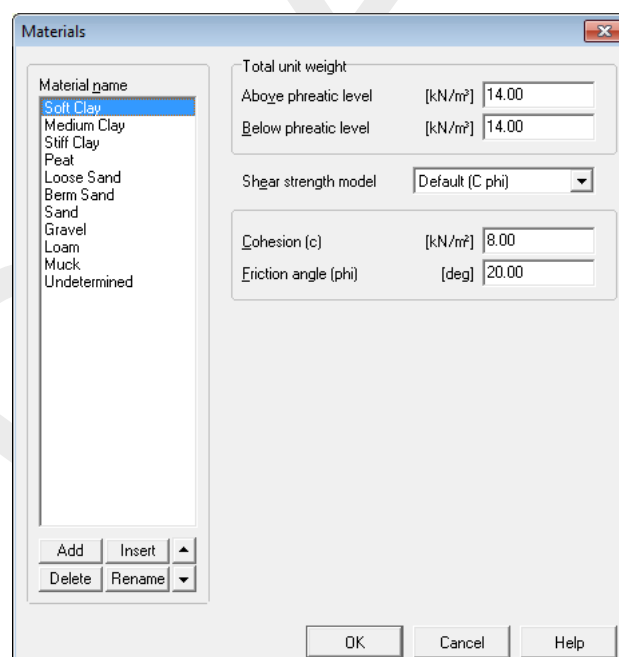 Materials
Material name
Soft Clay
Medium Clay
Stiff Clay
Peat
Loose Sand
Berm Sand
Sand
Gravel
Loam
Muck
Undetermined
Add Insert
Delete Rename
Total unit weight
Above phreatic level [kN/m³] 14.00
Below phreatic level [kN/m³] 14.00
Shear strength model Default (C phi)
Cohesion (c) [kN/m²] 8.00
Friction angle (phi) [deg] 20.00
OK Cancel Help